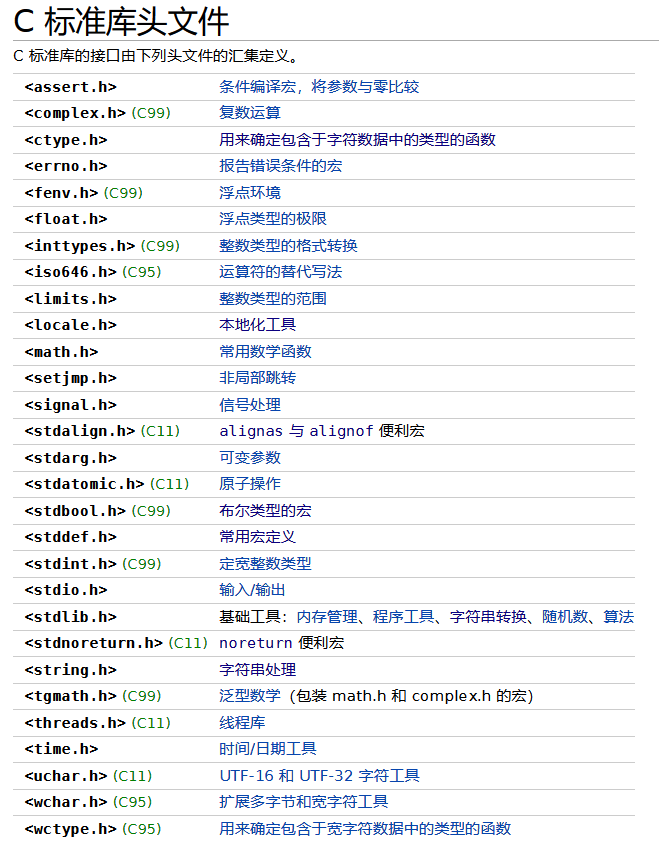 C 标准库头文件
C 标准库的接口由下列头文件的汇集定义。
<assert.h> 条件编译宏，将参数与零比较
<complex.h> (C99) 复数运算
<ctype.h> 用来确定包含于字符数据中的类型的函数
<errno.h> 报告错误条件的宏
<fenv.h> (C99) 浮点环境
<float.h> 浮点类型的极限
<inttypes.h> (C99) 整数类型的格式转换
<iso646.h> (C95) 运算符的替代写法
<limits.h> 整数类型的范围
<locale.h> 本地化工具
<math.h> 常用数学函数
<setjmp.h> 非局部跳转
<signal.h> 信号处理
<stdalign.h> (C11) alignas 与 alignof 便利宏
<stdarg.h> 可变参数
<stdatomic.h> (C11) 原子操作
<stdbool.h> (C99) 布尔类型的宏
<stddef.h> 常用宏定义
<stdint.h> (C99) 定宽整数类型
<stdio.h> 输入/输出
<stdlib.h> 基础工具：内存管理、程序工具、字符串转换、随机数、算法
<stdnoreturn.h> (C11) noreturn 便利宏
<string.h> 字符串处理
<tgmath.h> (C99) 泛型数学（包装 math.h 和 complex.h 的宏）
<threads.h> (C11) 线程库
<time.h> 时间/日期工具
<uchar.h> (C11) UTF-16 和 UTF-32 字符工具
<wchar.h> (C95) 扩展多字节和宽字符工具
<wctype.h> (C95) 用来确定包含于宽字符数据中的类型的函数